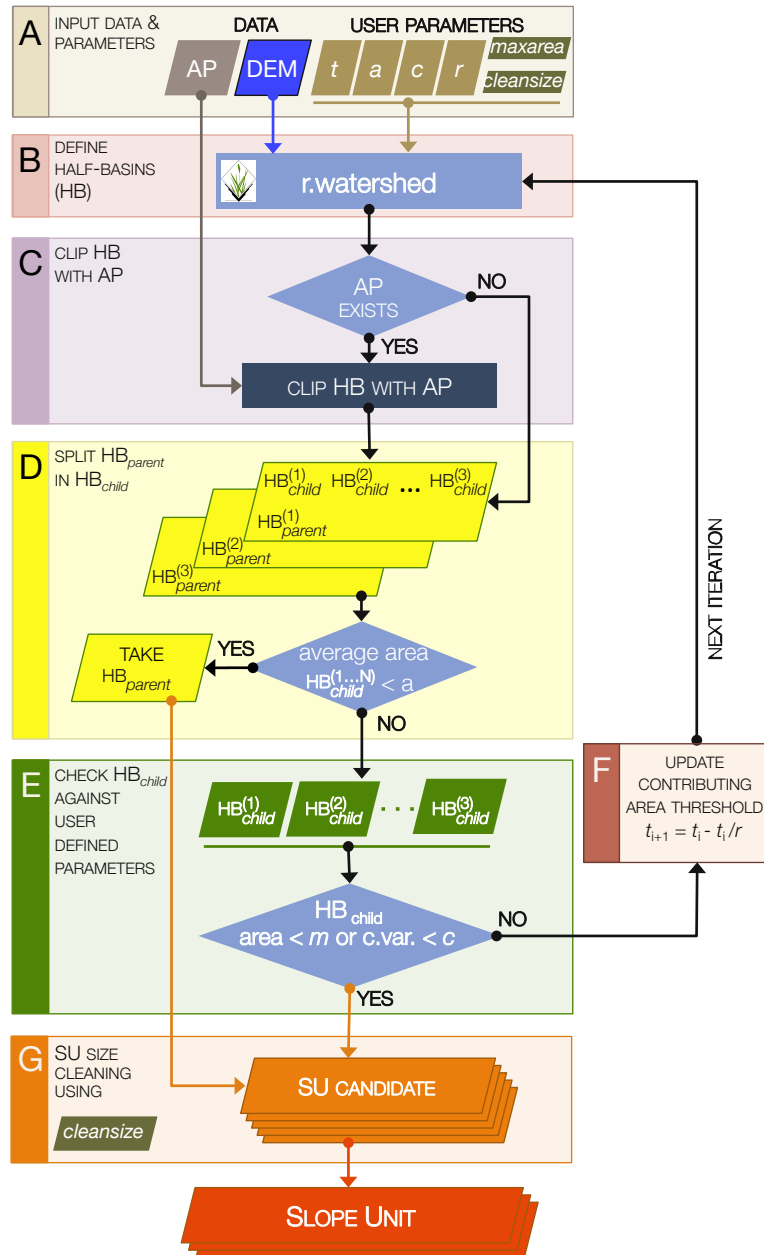 A
INPUT DATA &
PARAMETERS
DATA
USER PARAMETERS
AP
DEM
t
a
c
r
maxarea
cleansize
B
DEFINE
HALF-BASINS
(HB)
r.watershed
C
CLIP HB
WITH AP
AP
EXISTS
NO
YES
CLIP HB WITH AP
D
SPLIT HBparent
IN HBchild
HB(1)child HB(2)child ... HB(3)child
HB(1)parent
HB(2)parent
HB(3)parent
average area
HB(1...N)child < a
YES
TAKE
HBparent
NO
NEXT ITERATION
E
CHECK HBchild
AGAINST
USER
DEFINED
PARAMETERS
HB(1)child HB(2)child ... HB(3)child
HB child
area < m or c.var. < c
NO
YES
F
UPDATE
CONTRIBUTING
AREA THRESHOLD
ti+1 = ti - ti /r
G
SU SIZE
CLEANING
USING
cleansize
SU CANDIDATE
SLOPE UNIT